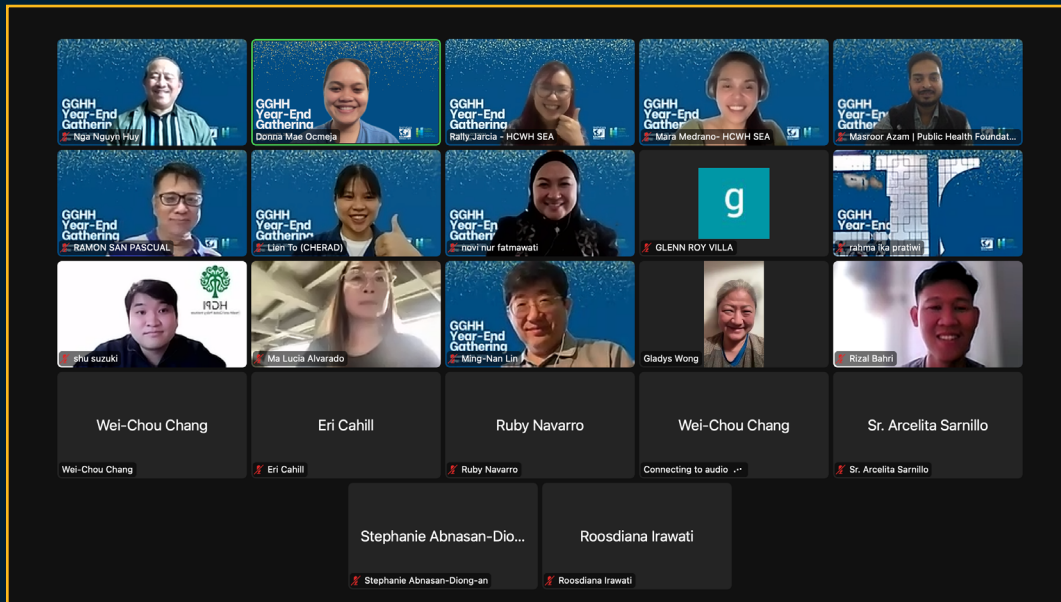 GGHH
Year-End
Gathering
Nga Nguyn Huy
GGHH
Year-End
Gathering
Donna Mae Ocmeja
GGHH
Year-End
Gathering
Rally Jarcia - HCWH SEA
GGHH
Year-End
Gathering
Mara Medrano- HCWH SEA
GGHH
Year-End
Gathering
Masroor Azam | Public Health Foundat...
GGHH
Year-End
Gathering
RAMON SAN PASCUAL
GGHH
Year-End
Gathering
Lien To (CHERAD)
GGHH
Year-End
Gathering
novi nur fatmawati
g
GLENN ROY VILLA
GGHH
Year-End
Gathering
rahma ika pratiwi
HGPI
shu suzuki
Ma Lucia Alvarado
GGHH
Year-End
Gathering
Ming-Nan Lin
Gladys Wong
Rizal Bahri
Wei-Chou Chang
Wei-Chou Chang
Eri Cahill
Eri Cahill
Ruby Navarro
Ruby Navarro
Wei-Chou Chang
Connecting to audio
Sr. Arcelita Sarnillo
Sr. Arcelita Sarnillo
Stephanie Abnasan-Dio...
Stephanie Abnasan-Diong-an
Roosdiana Irawati
Roosdiana Irawati